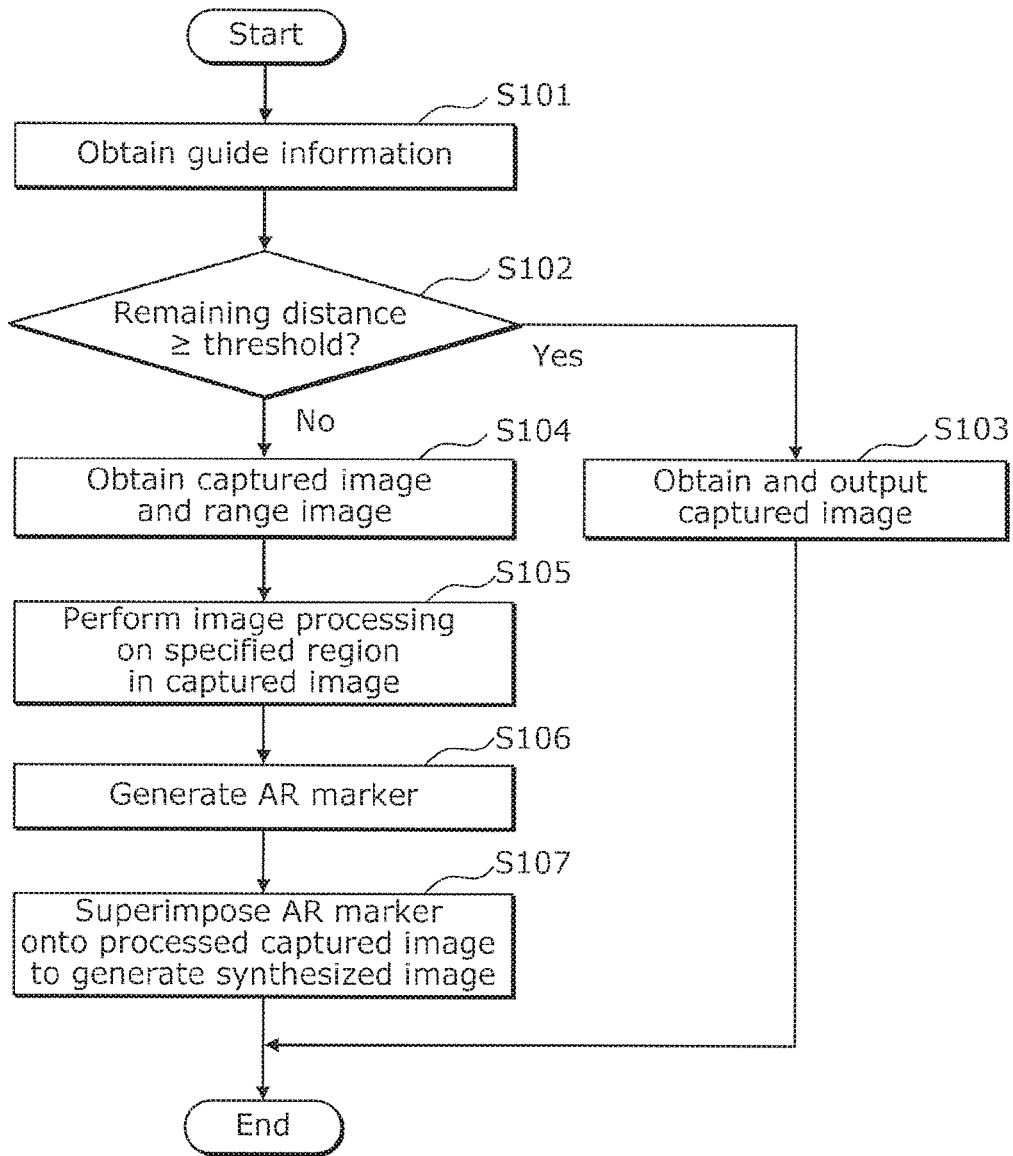 Start
S101
Obtain guide information
S102
Remaining distance
≥ threshold?
Yes
No
S104
Obtain captured image
and range image
S103
Obtain and output
captured image
S105
Perform image processing
on specified region
in captured image
S106
Generate AR marker
S107
Superimpose AR marker
onto processed captured image
to generate synthesized image
End